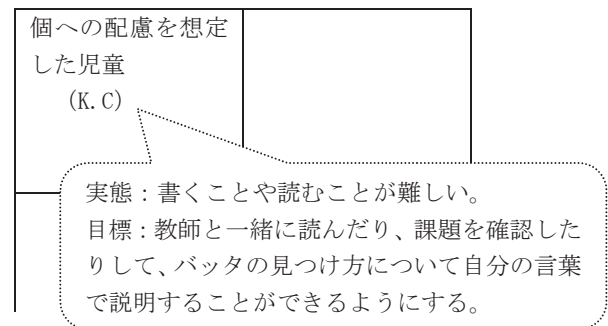 個への配慮を想定
した児童
(K.C)
実態：書くことや読むことが難しい。
目標：教師と一緒に読んだり、課題を確認した
りして、バッタの見つけ方について自分の言葉
で説明することができるようにする。